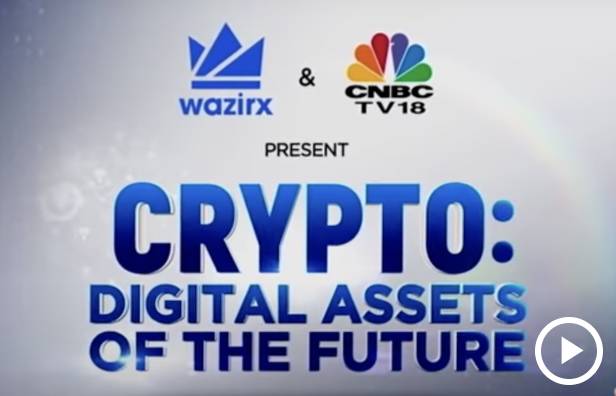 wazirx & CNBC
TV18
PRESENT
CRYPTO:
DIGITAL ASSETS
OF THE FUTURE